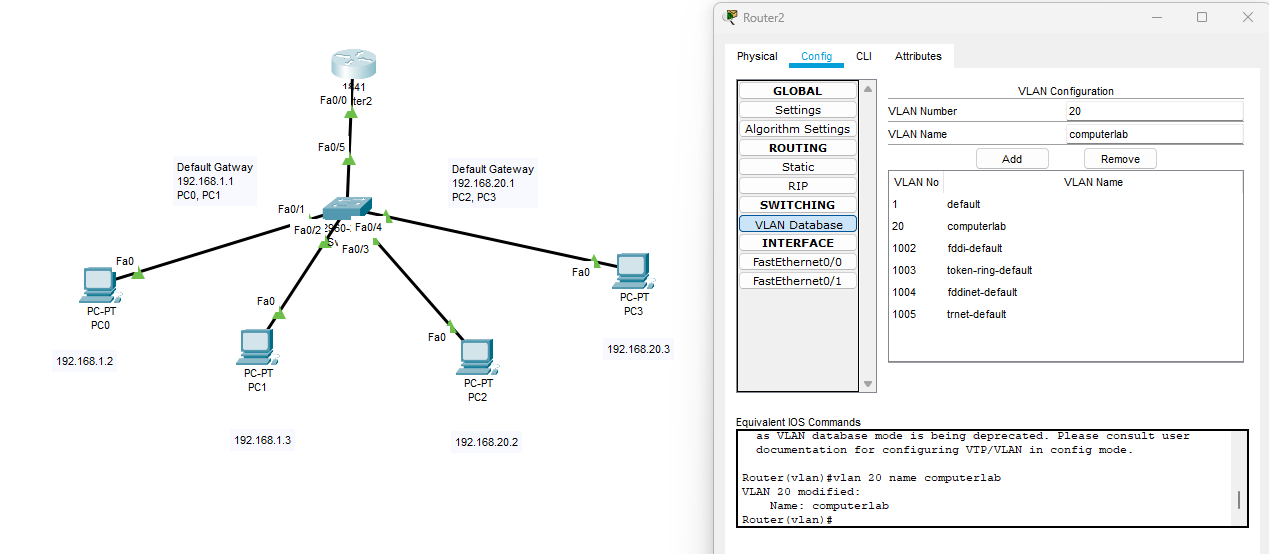 Fa0/0
Fa0/5
Default Gatway
192.168.1.1
PC0, PC1
Default Gateway
192.168.20.1
PC2, PC3
Fa0/1
Fa0/2
Fa0/4
Fa0/3
Fa0
PC-PT
PC0
192.168.1.2
Fa0
PC-PT
PC1
192.168.1.3
Fa0
PC-PT
PC2
192.168.20.2
Fa0
PC-PT
PC3
192.168.20.3
Router2
Physical Config CLI Attributes
GLOBAL
Settings
Algorithm Settings
ROUTING
Static
RIP
SWITCHING
VLAN Database
INTERFACE
FastEthernet0/0
FastEthernet0/1
VLAN Configuration
VLAN Number 20
VLAN Name computerlab
Add Remove
VLAN No VLAN Name
1 default
20 computerlab
1002 fddi-default
1003 token-ring-default
1004 fddinet-default
1005 trnet-default
Equivalent IOS Commands
as VLAN database mode is being deprecated. Please consult user
documentation for configuring VTP/VLAN in config mode.
Router(vlan)#vlan 20 name computerlab
VLAN 20 modified:
Name: computerlab
Router(vlan)#